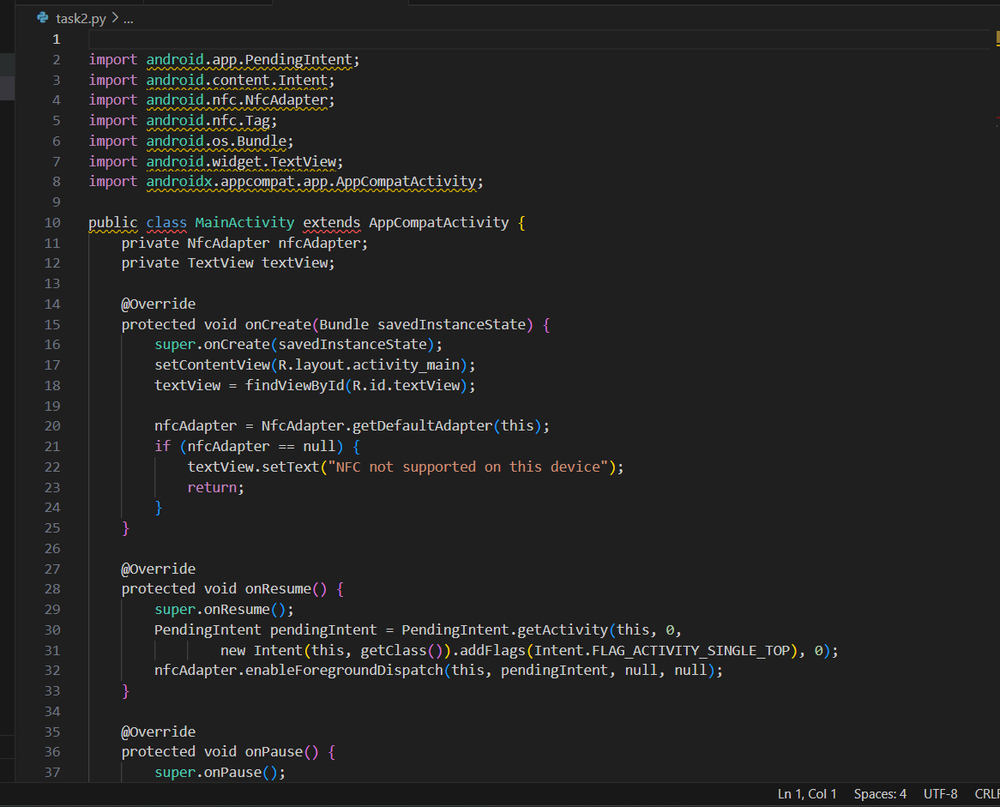 task2.py > ...
1
2 import android.app.PendingIntent;
3 import android.content.Intent;
4 import android.nfc.NfcAdapter;
5 import android.nfc.Tag;
6 import android.os.Bundle;
7 import android.widget.TextView;
8 import androidx.appcompat.app.AppCompatActivity;
9
10 public class MainActivity extends AppCompatActivity {
11     private NfcAdapter nfcAdapter;
12     private TextView textView;
13
14     @Override
15     protected void onCreate(Bundle savedInstanceState) {
16         super.onCreate(savedInstanceState);
17         setContentView(R.layout.activity_main);
18         textView = findViewById(R.id.textView);
19
20         nfcAdapter = NfcAdapter.getDefaultAdapter(this);
21         if (nfcAdapter == null) {
22             textView.setText("NFC not supported on this device");
23             return;
24         }
25     }
26
27     @Override
28     protected void onResume() {
29         super.onResume();
30         PendingIntent pendingIntent = PendingIntent.getActivity(this, 0,
31                 new Intent(this, getClass()).addFlags(Intent.FLAG_ACTIVITY_SINGLE_TOP), 0);
32         nfcAdapter.enableForegroundDispatch(this, pendingIntent, null, null);
33     }
34
35     @Override
36     protected void onPause() {
37         super.onPause();
Ln 1, Col 1 Spaces: 4 UTF-8 CRLF